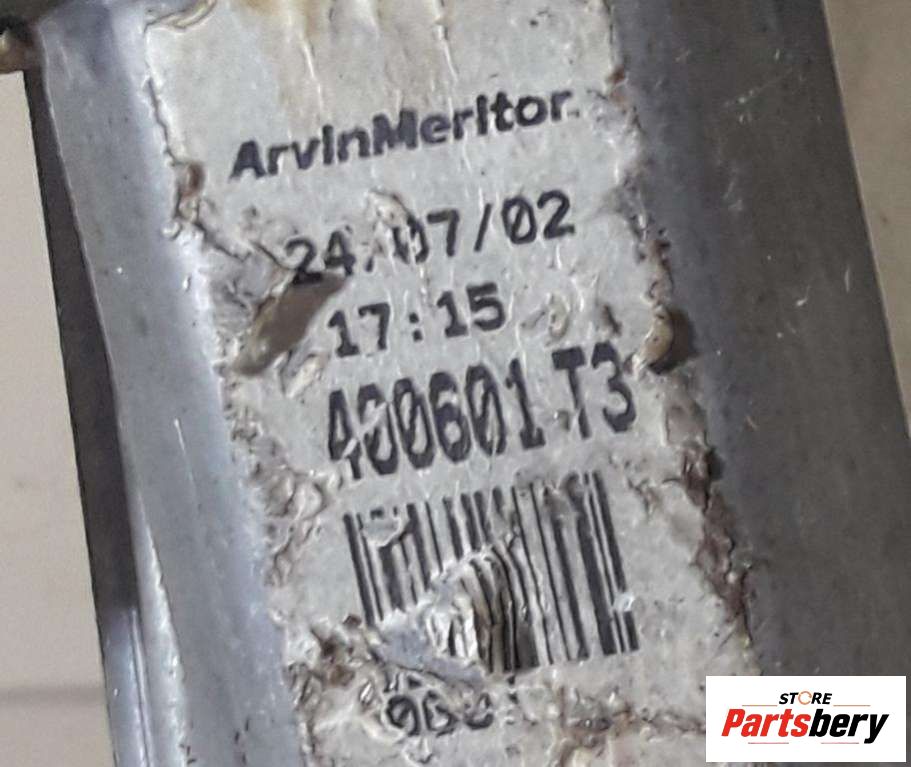 ArvinMeritor
24/07/02
17:15
400601 T3
STORE
Partsbery